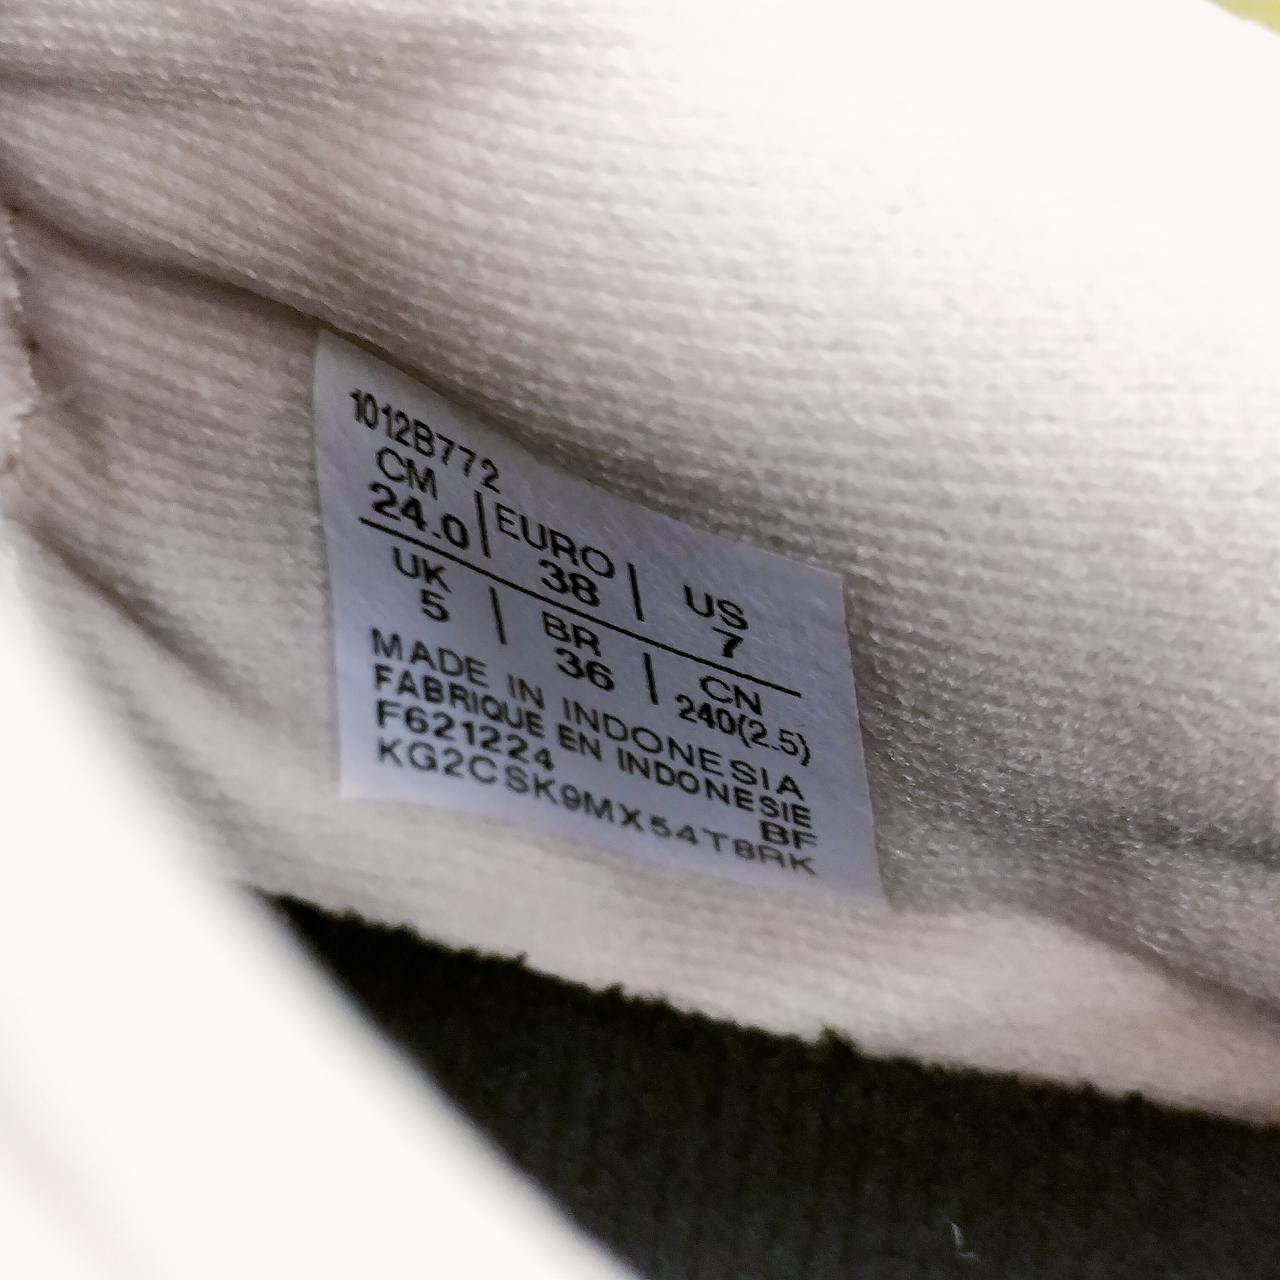 1012B772
CM | EURO | US
24.0 | 38 | 7
UK | BR | CN
5 | 36 | 240(2.5)
MADE IN INDONESIA
FABRIQUE EN INDONESIE
F621224 BF
KG2CSK9MX54T8RK